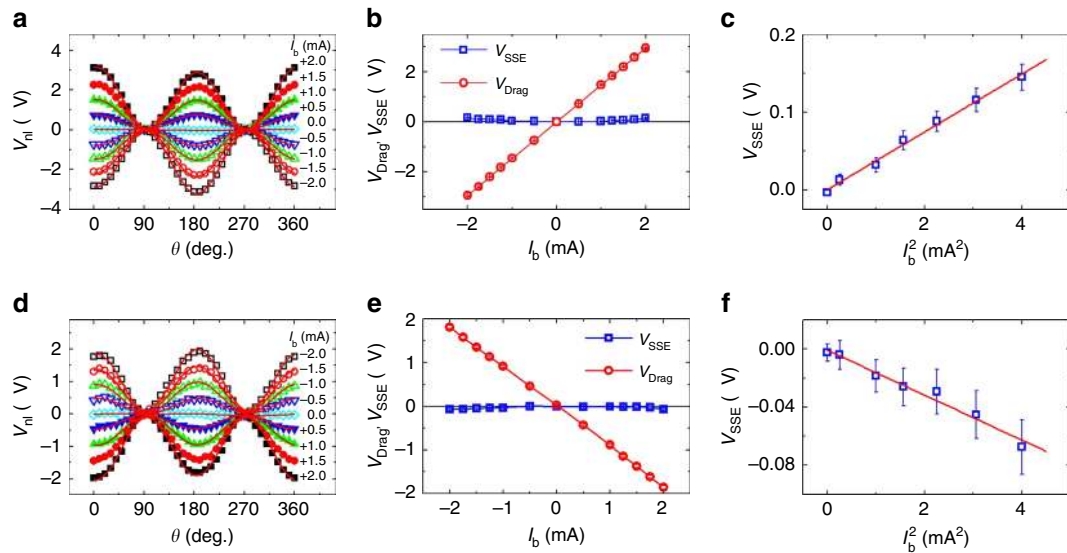 a
I_b (mA)
+2.0
+1.5
+1.0
+0.5
0.0
−0.5
−1.0
−1.5
−2.0
4
2
0
−2
−4
V_nl ( V)
0 90 180 270 360
θ (deg.)
b
V_SSE
V_Drag
2
0
−2
V_Drag, V_SSE ( V)
−2 0 2
I_b (mA)
c
0.2
0.1
0.0
V_SSE ( V)
0 2 4
I_b^2 (mA^2)
d
I_b (mA)
−2.0
−1.5
−1.0
−0.5
0.0
+0.5
+1.0
+1.5
+2.0
2
1
0
−1
−2
V_nl ( V)
0 90 180 270 360
θ (deg.)
e
V_SSE
V_Drag
2
1
0
−1
−2
V_Drag, V_SSE ( V)
−2 −1 0 1 2
I_b (mA)
f
0.00
−0.04
−0.08
V_SSE ( V)
0 2 4
I_b^2 (mA^2)